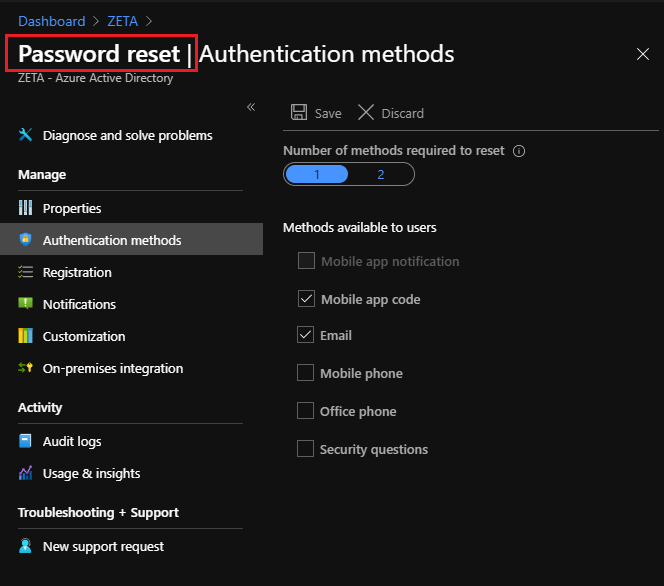 Dashboard > ZETA >
Password reset | Authentication methods
ZETA - Azure Active Directory
«
Diagnose and solve problems
Manage
Properties
Authentication methods
Registration
Notifications
Customization
On-premises integration
Activity
Audit logs
Usage & insights
Troubleshooting + Support
New support request
Save
Discard
Number of methods required to reset
1 2
Methods available to users
Mobile app notification
Mobile app code
Email
Mobile phone
Office phone
Security questions